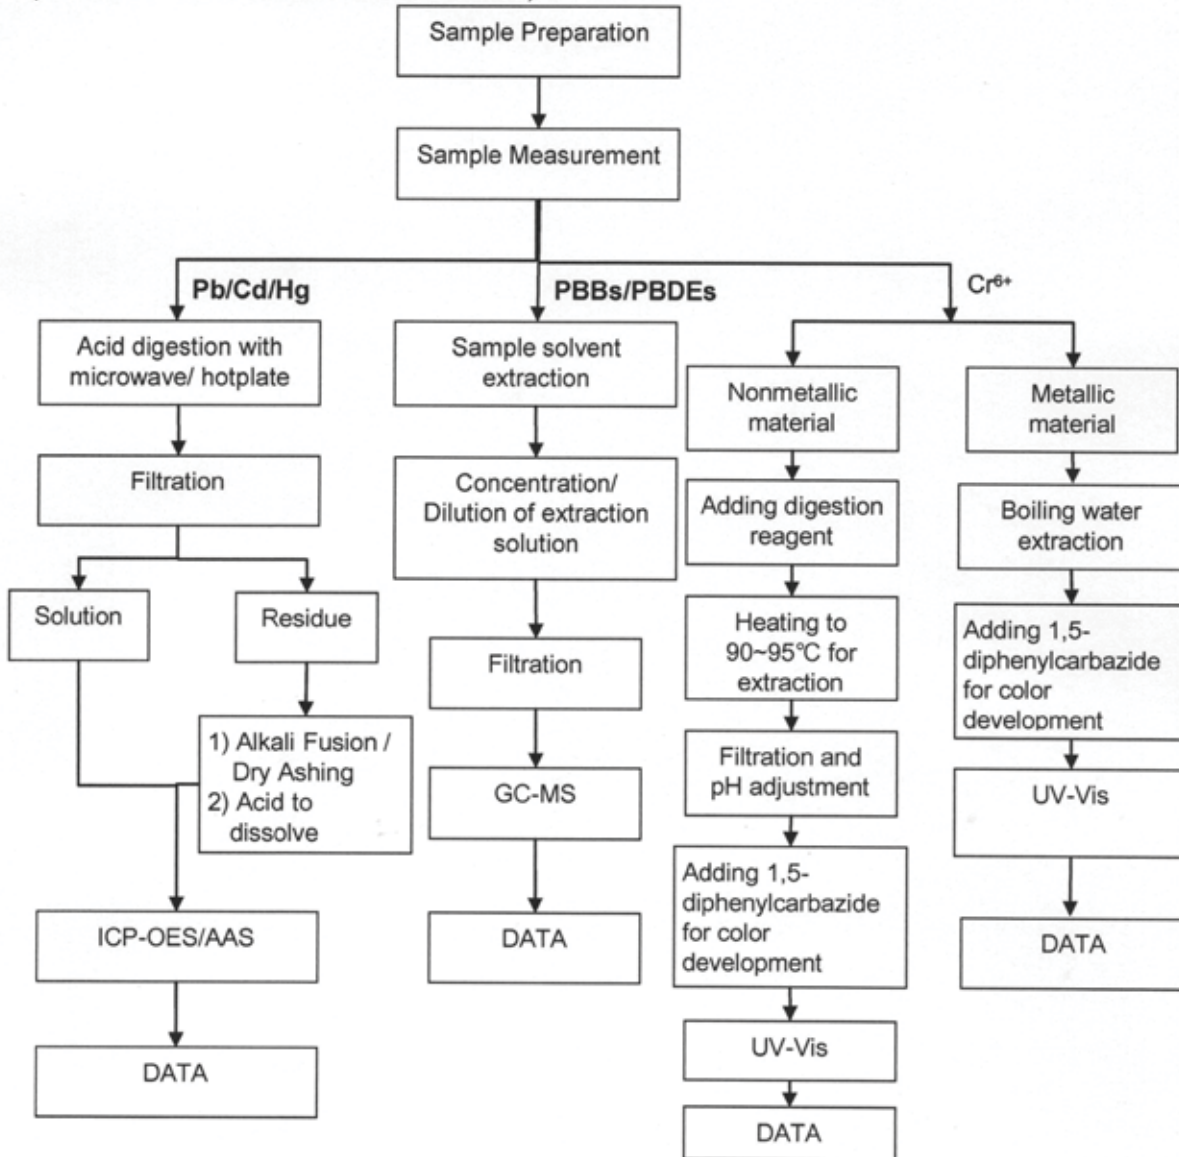 Sample Preparation
Sample Measurement
Pb/Cd/Hg
PBBs/PBDEs
Cr⁶⁺
Acid digestion with
microwave/ hotplate
Filtration
Solution
Residue
1) Alkali Fusion /
Dry Ashing
2) Acid to
dissolve
ICP-OES/AAS
DATA
Sample solvent
extraction
Concentration/
Dilution of extraction
solution
Filtration
GC-MS
DATA
Nonmetallic
material
Adding digestion
reagent
Heating to
90~95℃ for
extraction
Filtration and
pH adjustment
Adding 1,5-
diphenylcarbazide
for color
development
UV-Vis
DATA
Metallic
material
Boiling water
extraction
Adding 1,5-
diphenylcarbazide
for color
development
UV-Vis
DATA